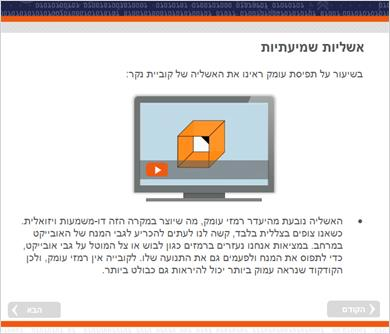 אשליות שמיעתיות
בשיעור על תפיסת עומק ראינו את האשליה של קוביית נקר:
• האשליה נובעת מהיעדר רמזי עומק, מה שיוצר במקרה הזה דו-משמעות ויזואלית.
כשאנו צופים בצללית בלבד, קשה לנו לעתים להכריע לגבי המנח של האובייקט
במרחב. במציאות אנחנו נעזרים ברמזים כגון לבוש או צל המוטל על גבי אובייקט,
כדי לתפוס את המנח ולפעמים גם את התנועה שלו. לקובייה אין רמזי עומק, ולכן
הקודקוד שנראה עמוק ביותר יכול להיראות גם כבולט ביותר.
הקודם
הבא